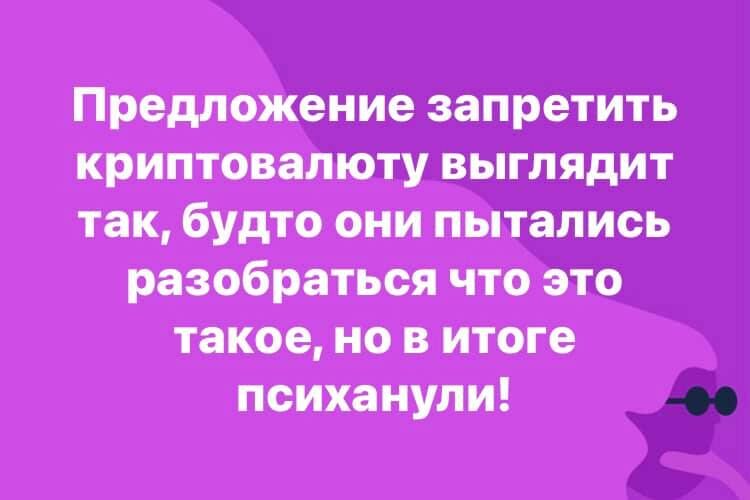 Предложение запретить
криптовалюту выглядит
так, будто они пытались
разобраться что это
такое, но в итоге
психанули!